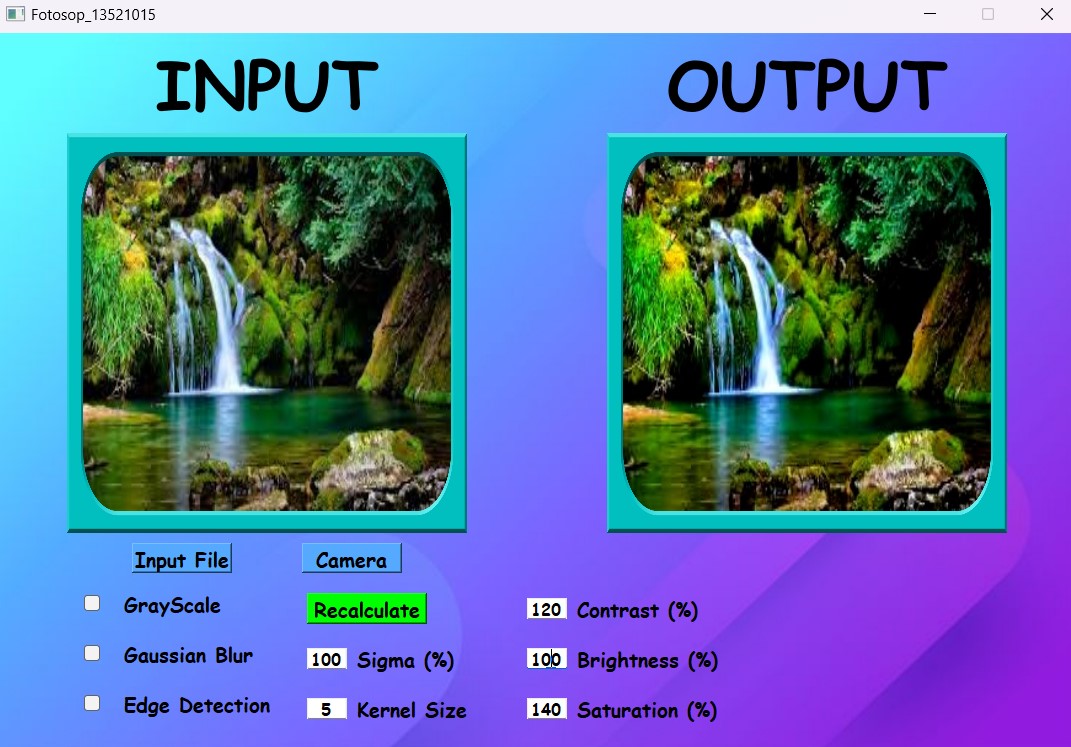 Fotosop_13521015
INPUT OUTPUT
Input File Camera
GrayScale Recalculate 120 Contrast (%)
Gaussian Blur 100 Sigma (%) 100 Brightness (%)
Edge Detection 5 Kernel Size 140 Saturation (%)